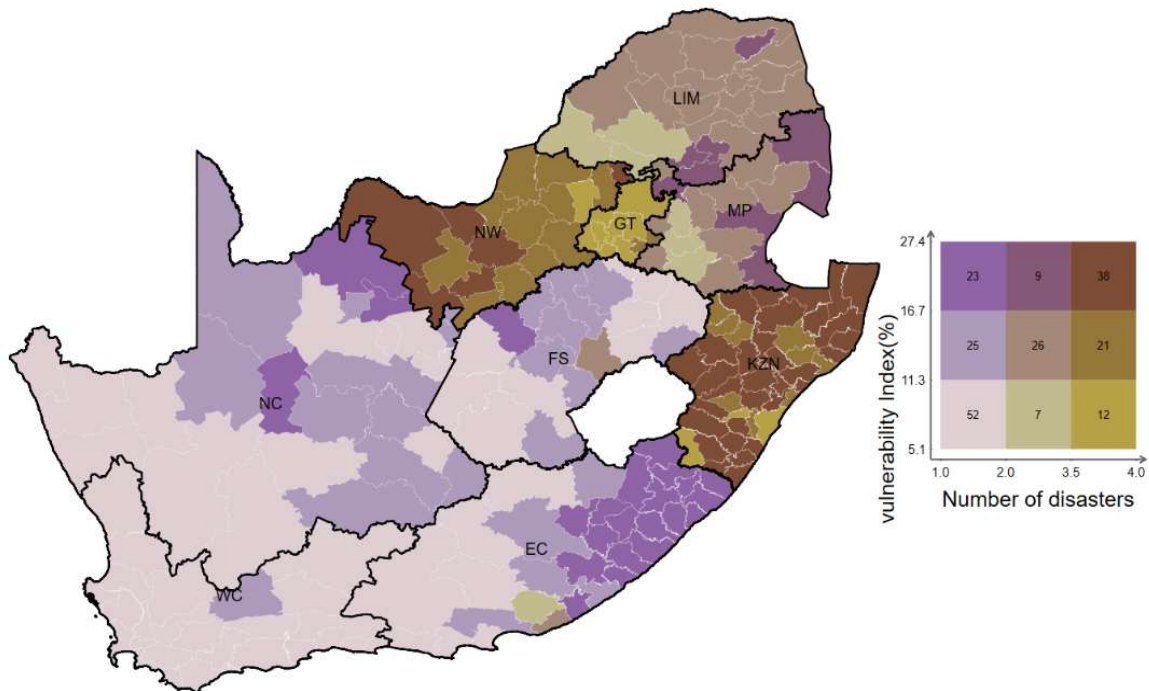 LIM
MP
NW
GT
FS
KZN
NC
EC
WC
vulnerability Index(%)
27.4
16.7
11.3
5.1
23 9 38
25 26 21
52 7 12
1.0 2.0 3.5 4.0
Number of disasters